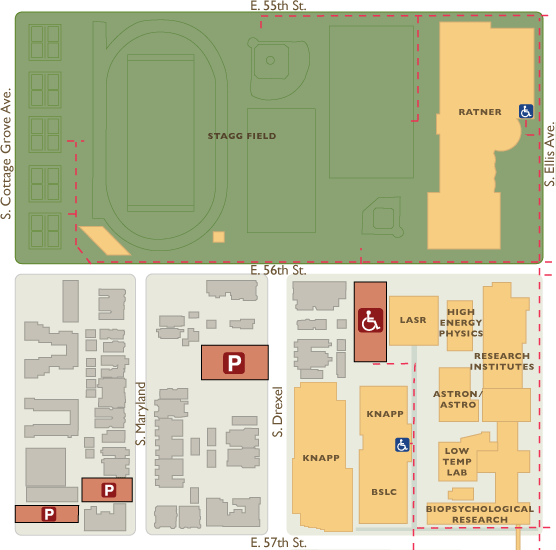 E. 55th St.
S. Cottage Grove Ave.
STAGG FIELD
RATNER
S. Ellis Ave.
E. 56th St.
LASR
HIGH
ENERGY
PHYSICS
RESEARCH
INSTITUTES
P
S. Maryland
S. Drexel
ASTRON/
ASTRO
KNAPP
KNAPP
LOW
TEMP
LAB
P
BSLC
P
BIOPSYCHOLOGICAL
RESEARCH
E. 57th St.